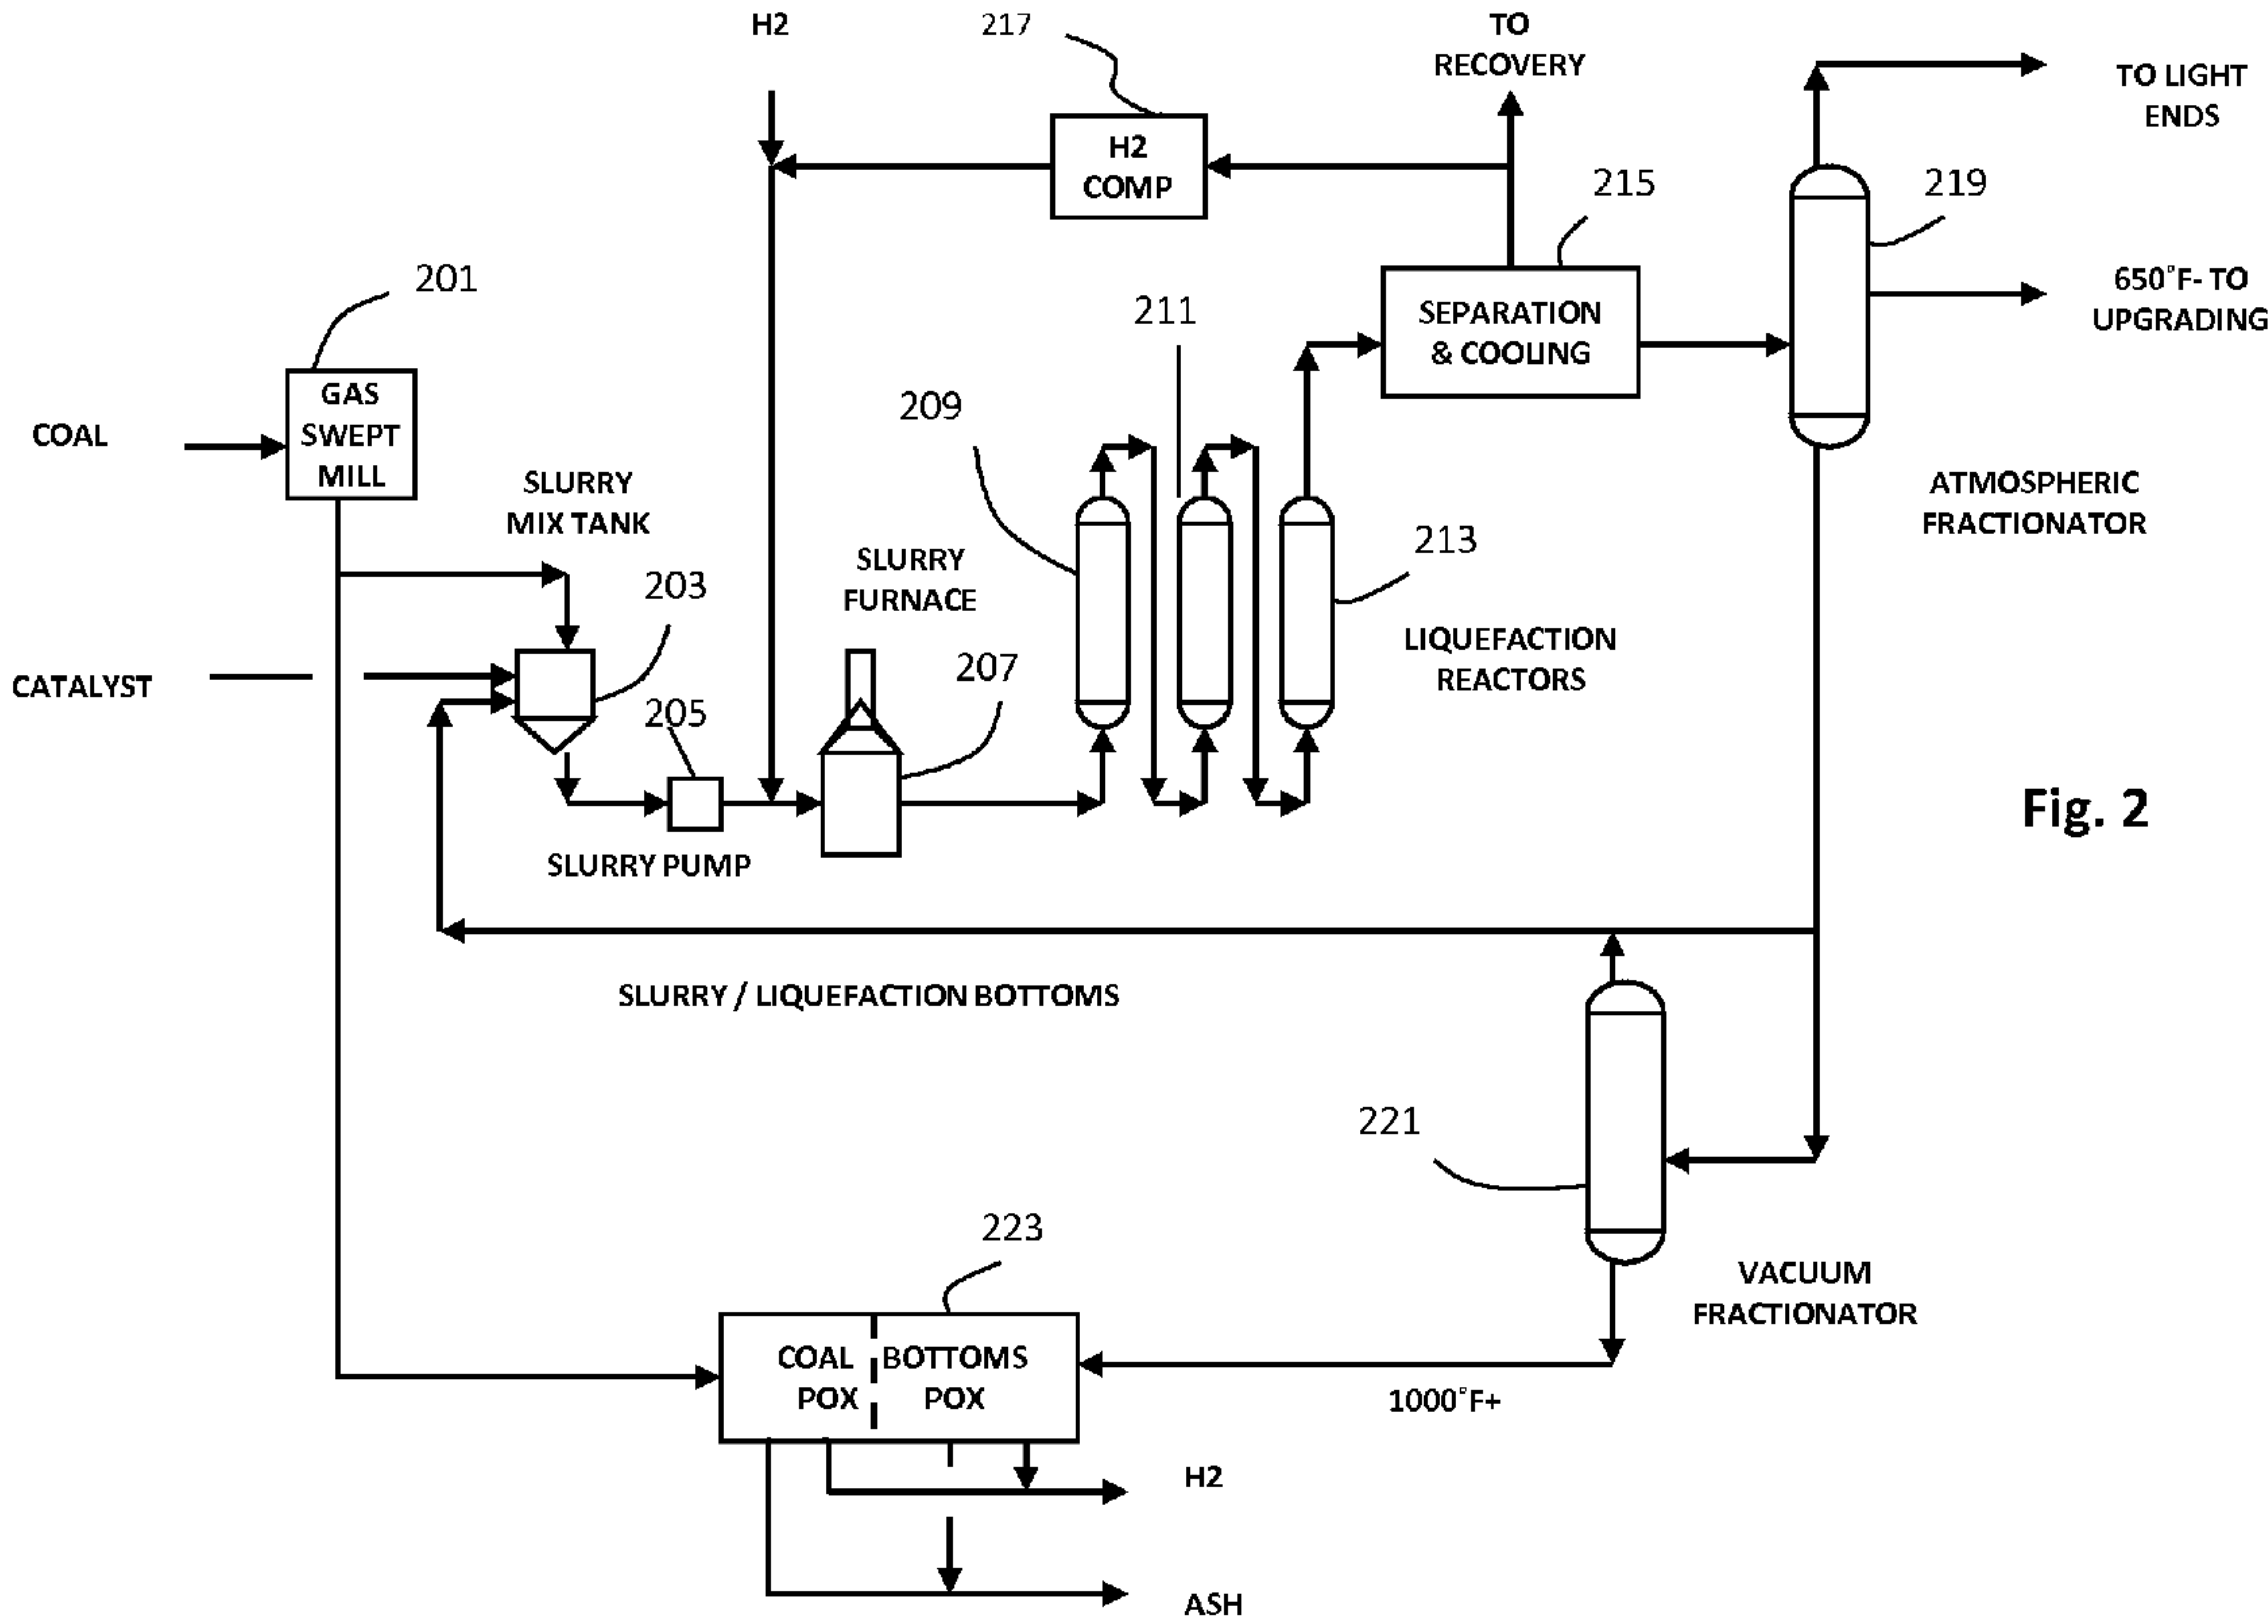 H2
217
TO
RECOVERY
TO LIGHT
ENDS
H2
COMP
215
219
201
650°F- TO
UPGRADING
SEPARATION
& COOLING
211
GAS
SWEPT
MILL
209
COAL
SLURRY
MIX TANK
ATMOSPHERIC
FRACTIONATOR
213
SLURRY
FURNACE
203
LIQUEFACTION
REACTORS
207
CATALYST
205
Fig. 2
SLURRY PUMP
SLURRY / LIQUEFACTION BOTTOMS
221
223
VACUUM
FRACTIONATOR
COAL
POX
BOTTOMS
POX
1000°F+
H2
ASH